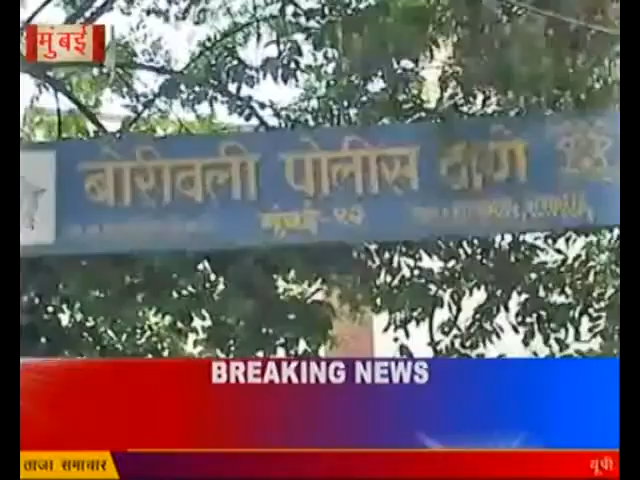 मुंबई
बोरीवली पोलीस ठाणे
मुंबई-९२
BREAKING NEWS
ताजा समाचार
यूपी